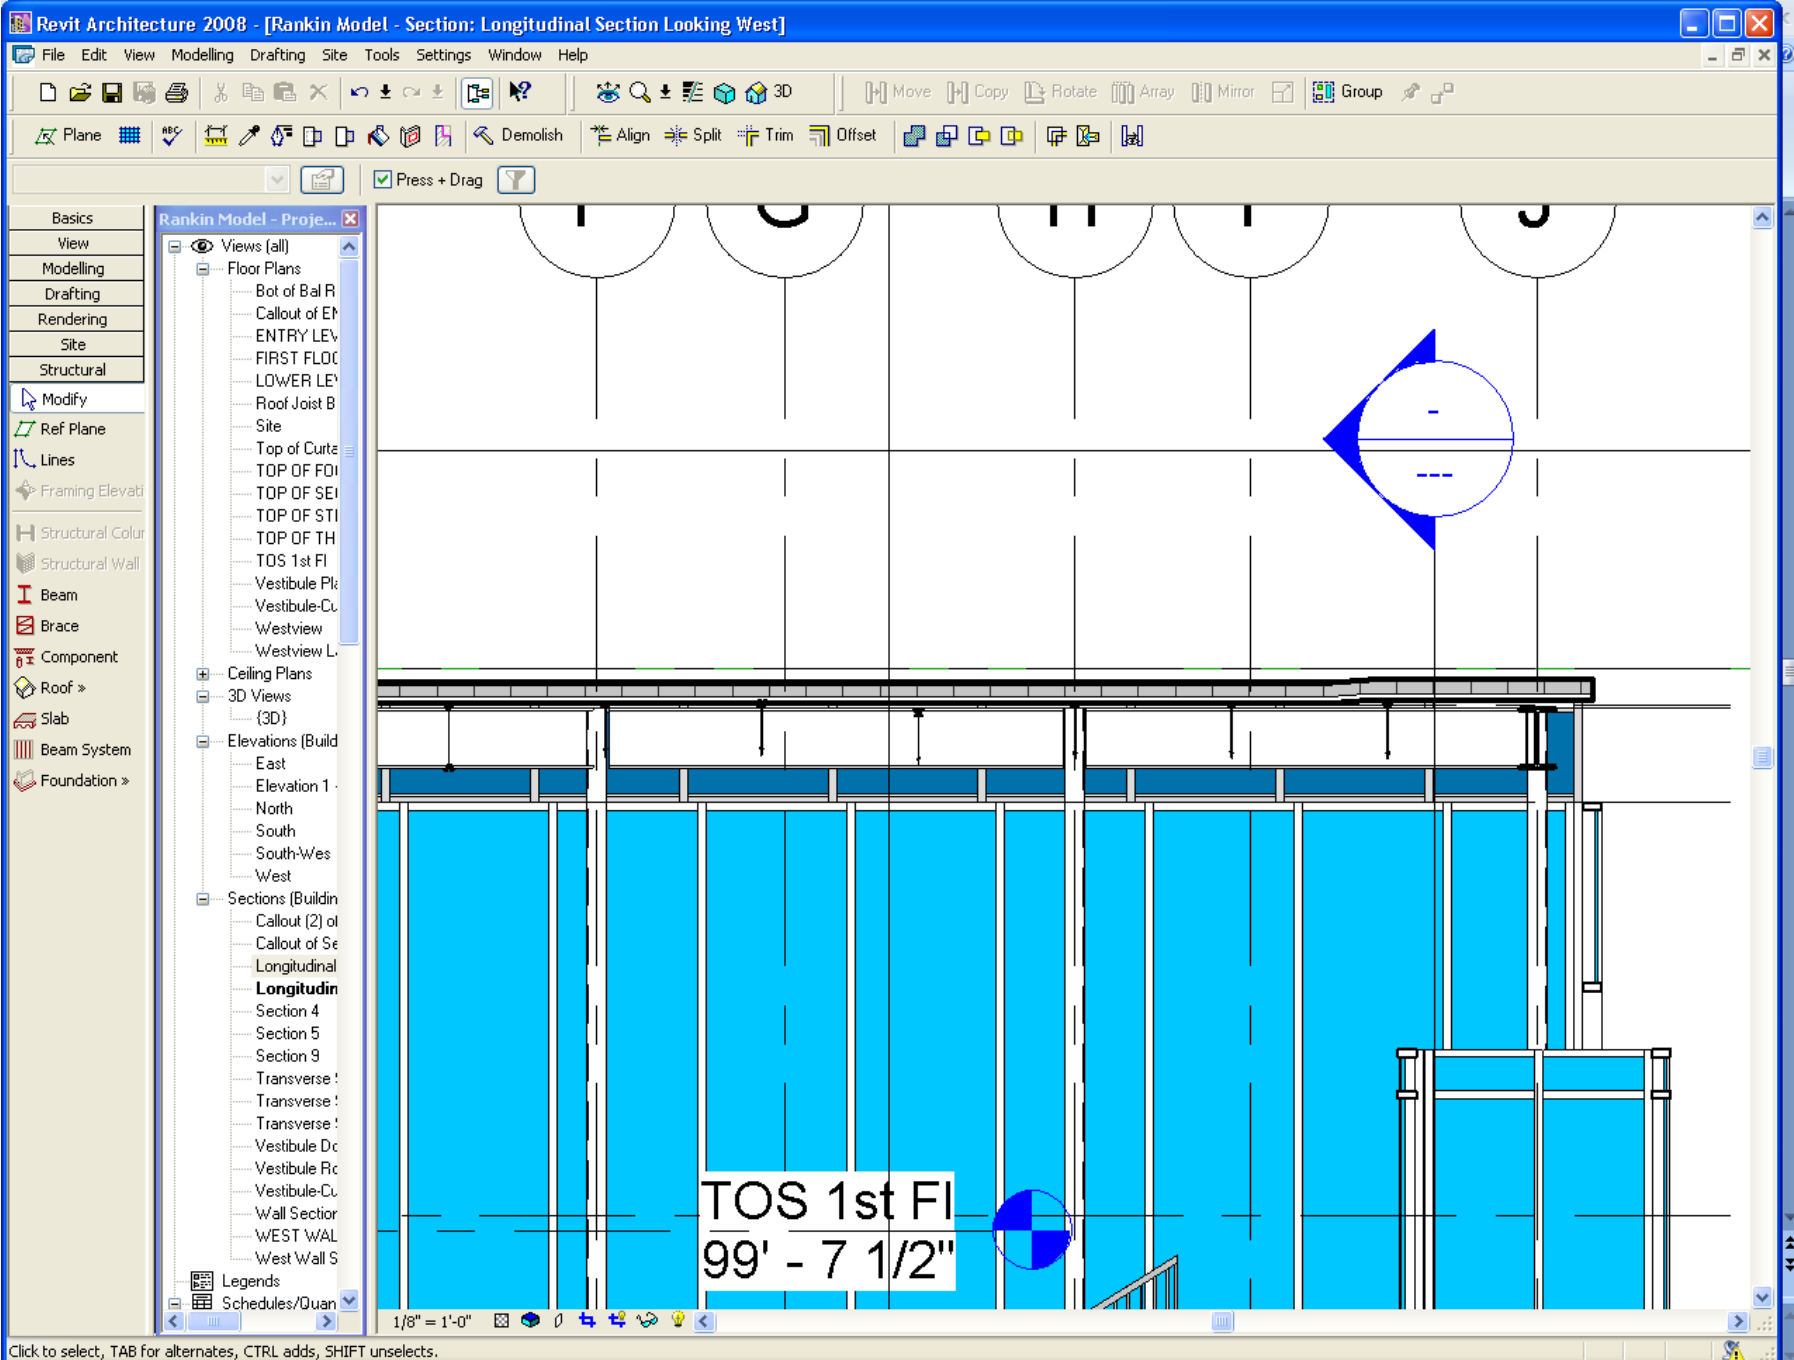 Revit Architecture 2008 - [Rankin Model - Section: Longitudinal Section Looking West]
File Edit View Modelling Drafting Site Tools Settings Window Help
3D Move Copy Rotate Array Mirror Group
Plane ABC Demolish Align Split Trim Offset
Press + Drag
Basics
View
Modelling
Drafting
Rendering
Site
Structural
Modify
Ref Plane
Lines
Framing Elevati
Structural Colur
Structural Wall
Beam
Brace
Component
Roof »
Slab
Beam System
Foundation »
Rankin Model - Proje...
Views (all)
Floor Plans
Bot of Bal R
Callout of EN
ENTRY LEV
FIRST FLOO
LOWER LEV
Roof Joist B
Site
Top of Curta
TOP OF FOU
TOP OF SEC
TOP OF STE
TOP OF TH
TOS 1st Fl
Vestibule Pla
Vestibule-Cu
Westview
Westview L
Ceiling Plans
3D Views
{3D}
Elevations (Build
East
Elevation 1 -
North
South
South-Wes
West
Sections (Buildin
Callout (2) of
Callout of Se
Longitudinal
Longitudin
Section 4
Section 5
Section 9
Transverse
Transverse
Transverse
Vestibule Do
Vestibule Ro
Vestibule-Cu
Wall Section
WEST WAL
West Wall S
Legends
Schedules/Quan
G H J
-
---
TOS 1st Fl
99' - 7 1/2"
1/8" = 1'-0"
Click to select, TAB for alternates, CTRL adds, SHIFT unselects.